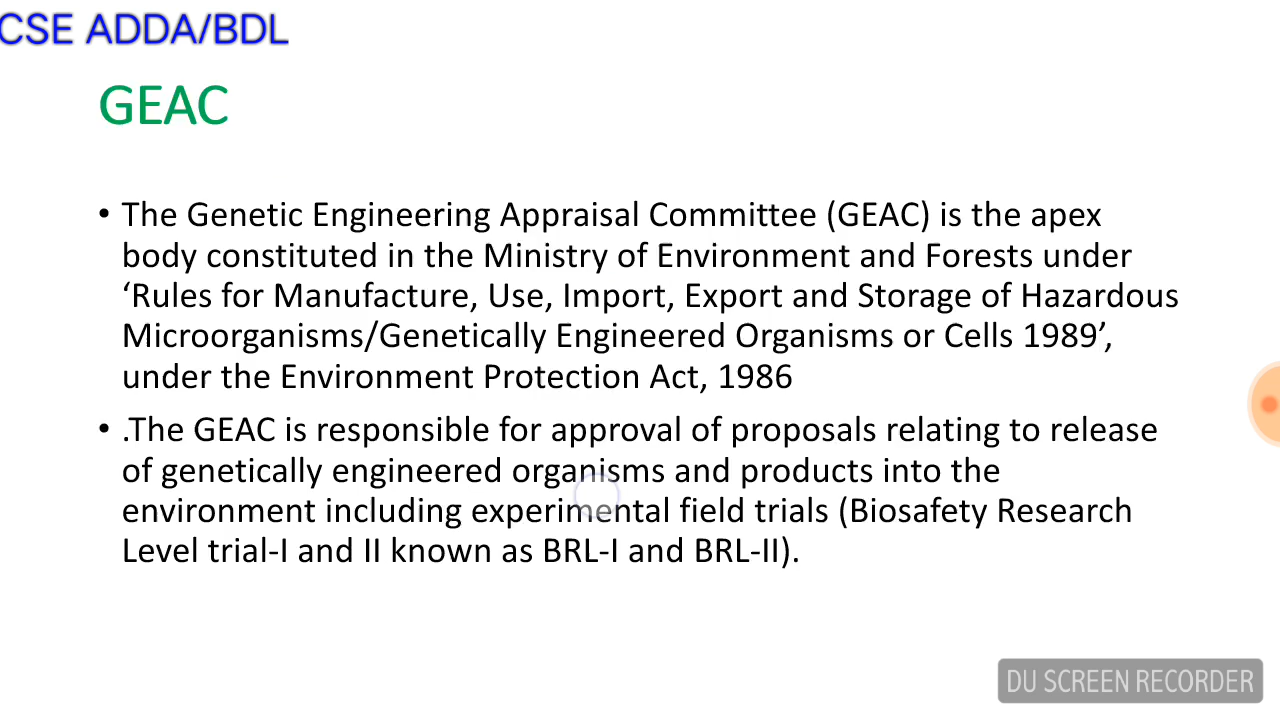 CSE ADDA/BDL
GEAC
• The Genetic Engineering Appraisal Committee (GEAC) is the apex
body constituted in the Ministry of Environment and Forests under
‘Rules for Manufacture, Use, Import, Export and Storage of Hazardous
Microorganisms/Genetically Engineered Organisms or Cells 1989’,
under the Environment Protection Act, 1986
• .The GEAC is responsible for approval of proposals relating to release
of genetically engineered organisms and products into the
environment including experimental field trials (Biosafety Research
Level trial-I and II known as BRL-I and BRL-II).
DU SCREEN RECORDER